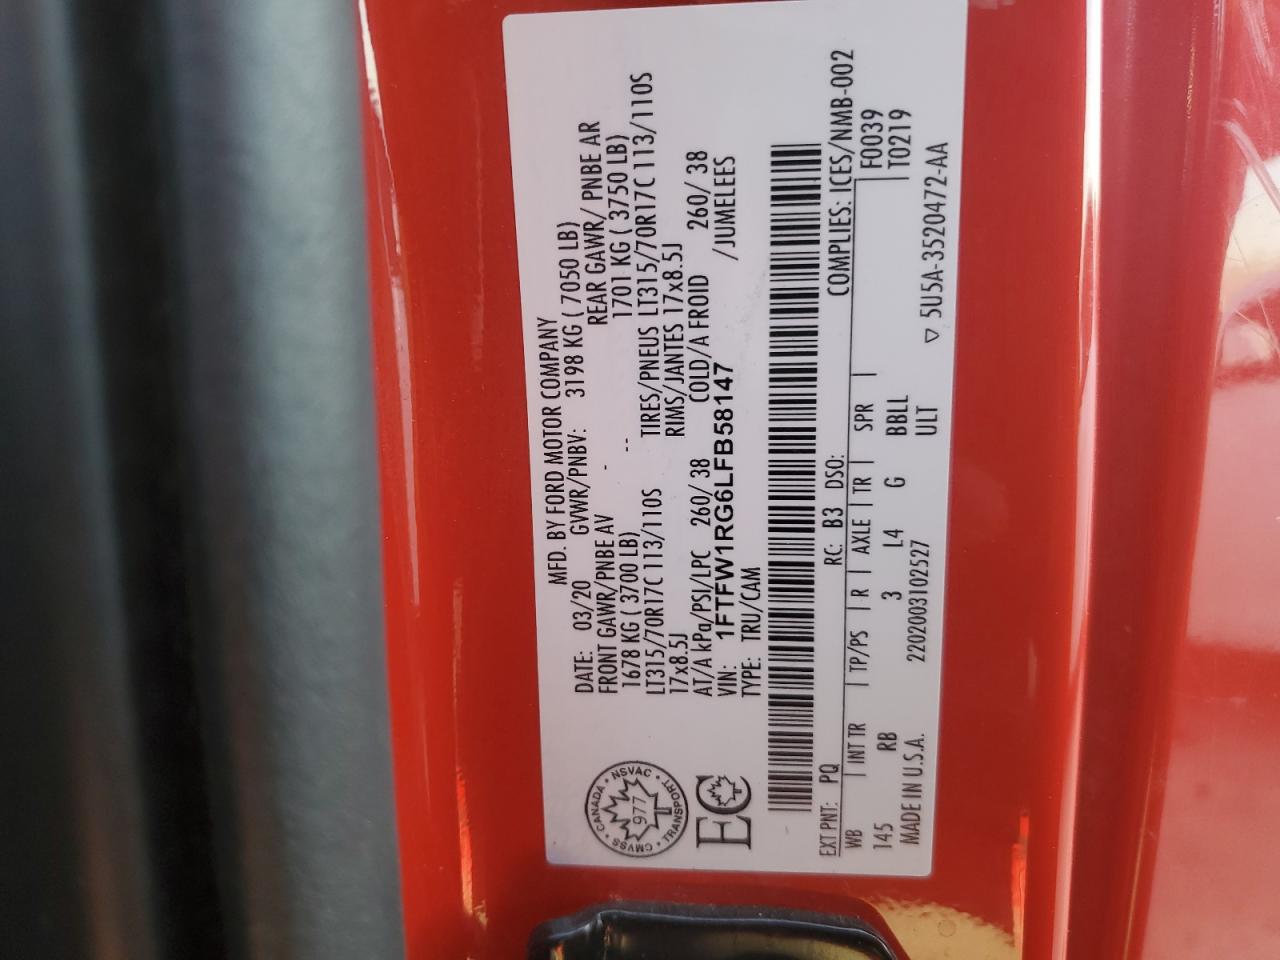 MFD. BY FORD MOTOR COMPANY
DATE: 03/20 GVWR/PNBV: 3198 KG ( 7050 LB)
FRONT GAWR/PNBE AV - REAR GAWR/ PNBE AR
1678 KG ( 3700 LB) -- 1701 KG ( 3750 LB)
LT315/70R17C 113/110S TIRES/PNEUS LT315/70R17C 113/110S
17x8.5J RIMS/JANTES 17x8.5J
AT/A kPa/PSI/LPC 260/ 38 COLD/A FROID 260/ 38
VIN: 1FTFW1RG6LFB58147 /JUMELEES
TYPE: TRU/CAM
CANADA • NSVAC • TRANSPORT • CMVSS •
977
EC
COMPLIES: ICES/NMB-002
EXT PNT: PQ RC: B3 DSO:
WB INT TR TP/PS R AXLE TR SPR F0039
145 RB 3 L4 G BBLL T0219
MADE IN U.S.A. 2202003102527 ULT
5U5A-3520472-AA